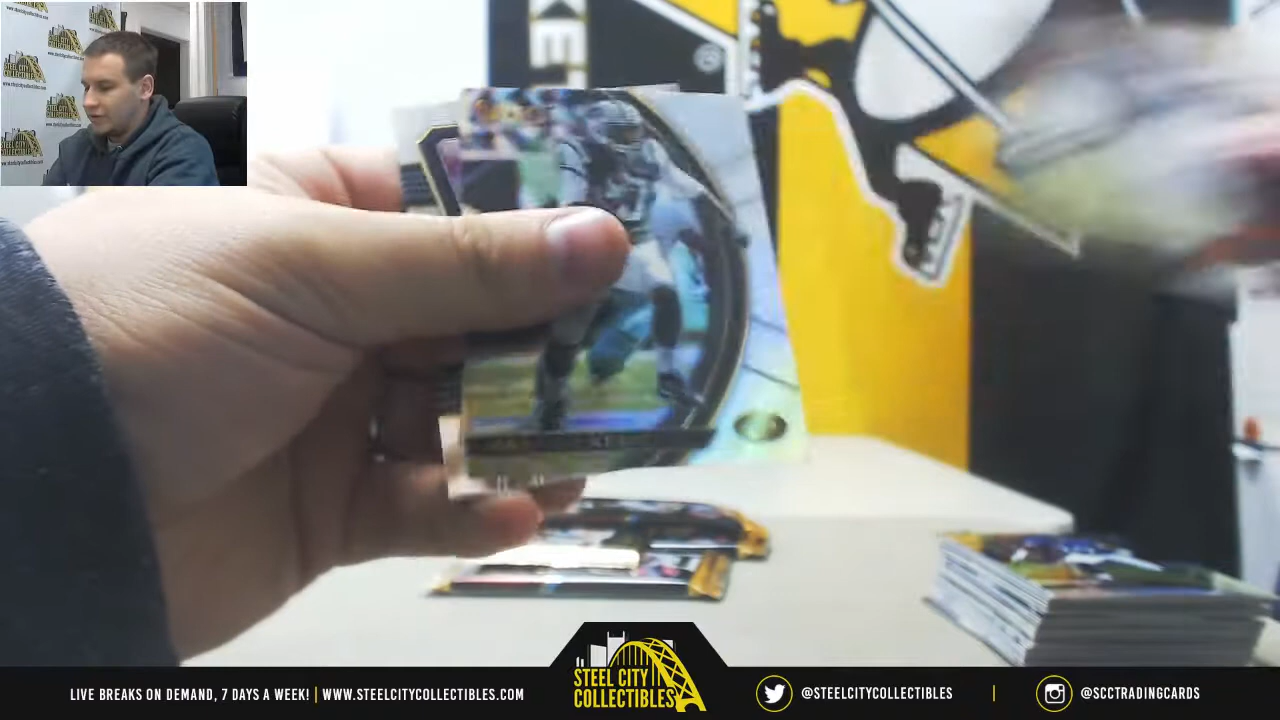 STEEL CITY
COLLECTIBLES
LIVE BREAKS ON DEMAND, 7 DAYS A WEEK! | WWW.STEELCITYCOLLECTIBLES.COM
@STEELCITYCOLLECTIBLES | @SCCTRADINGCARDS